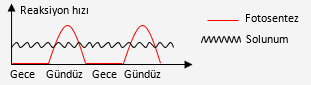 Reaksiyon hızı
Fotosentez
Solunum
Gece Gündüz Gece Gündüz